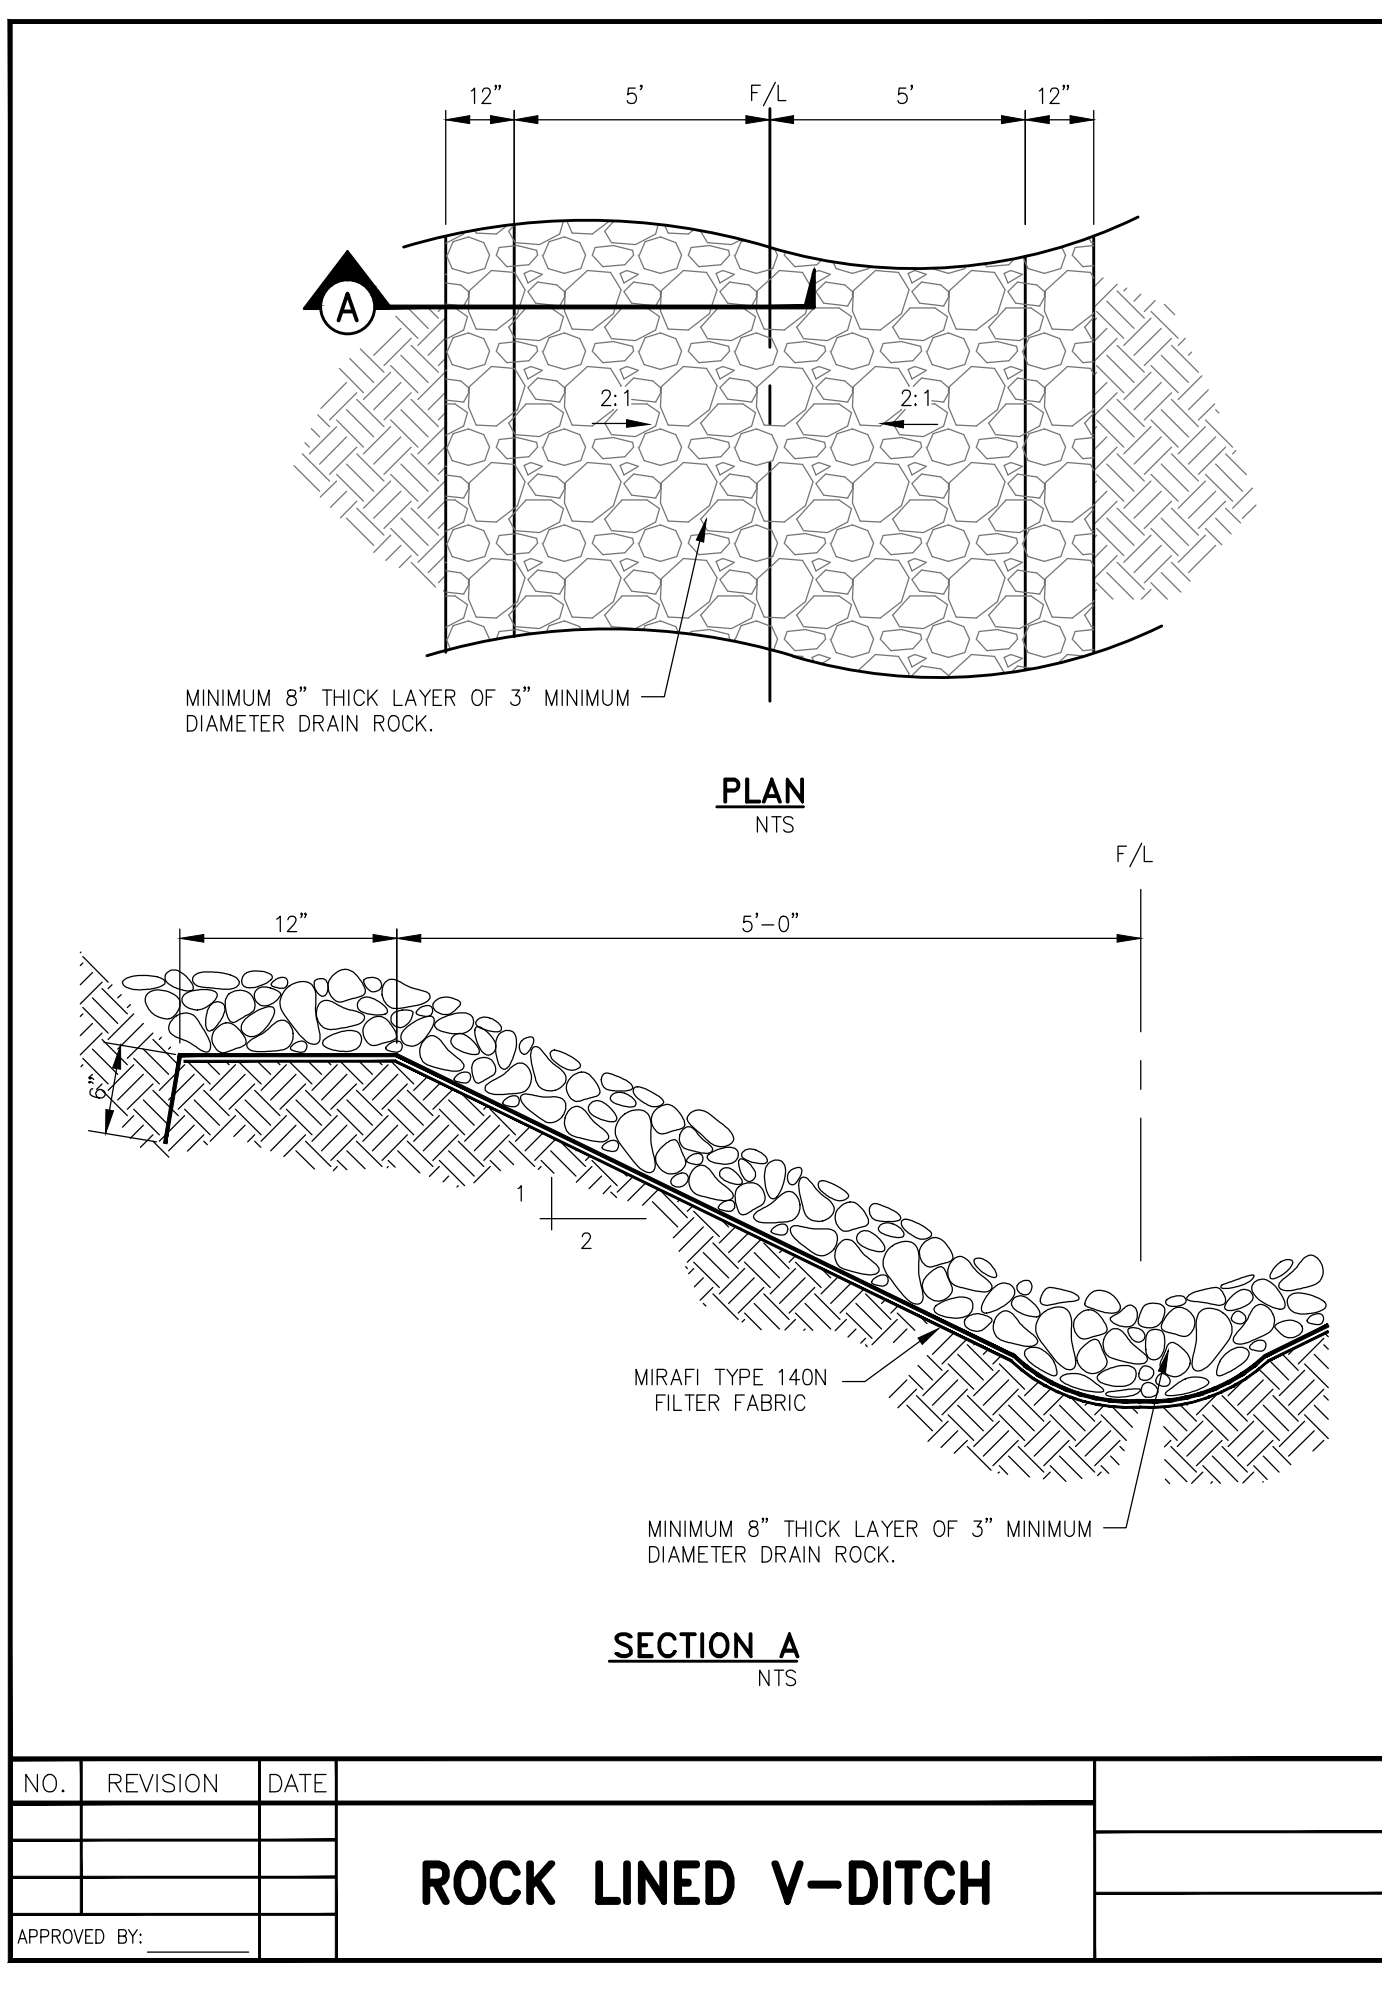 12" 5' F/L 5' 12"
A
2:1 2:1
MINIMUM 8" THICK LAYER OF 3" MINIMUM
DIAMETER DRAIN ROCK.
PLAN
NTS
F/L
12" 5'-0"
6"
1
2
MIRAFI TYPE 140N
FILTER FABRIC
MINIMUM 8" THICK LAYER OF 3" MINIMUM
DIAMETER DRAIN ROCK.
SECTION A
NTS
NO. REVISION DATE
ROCK LINED V-DITCH
APPROVED BY: